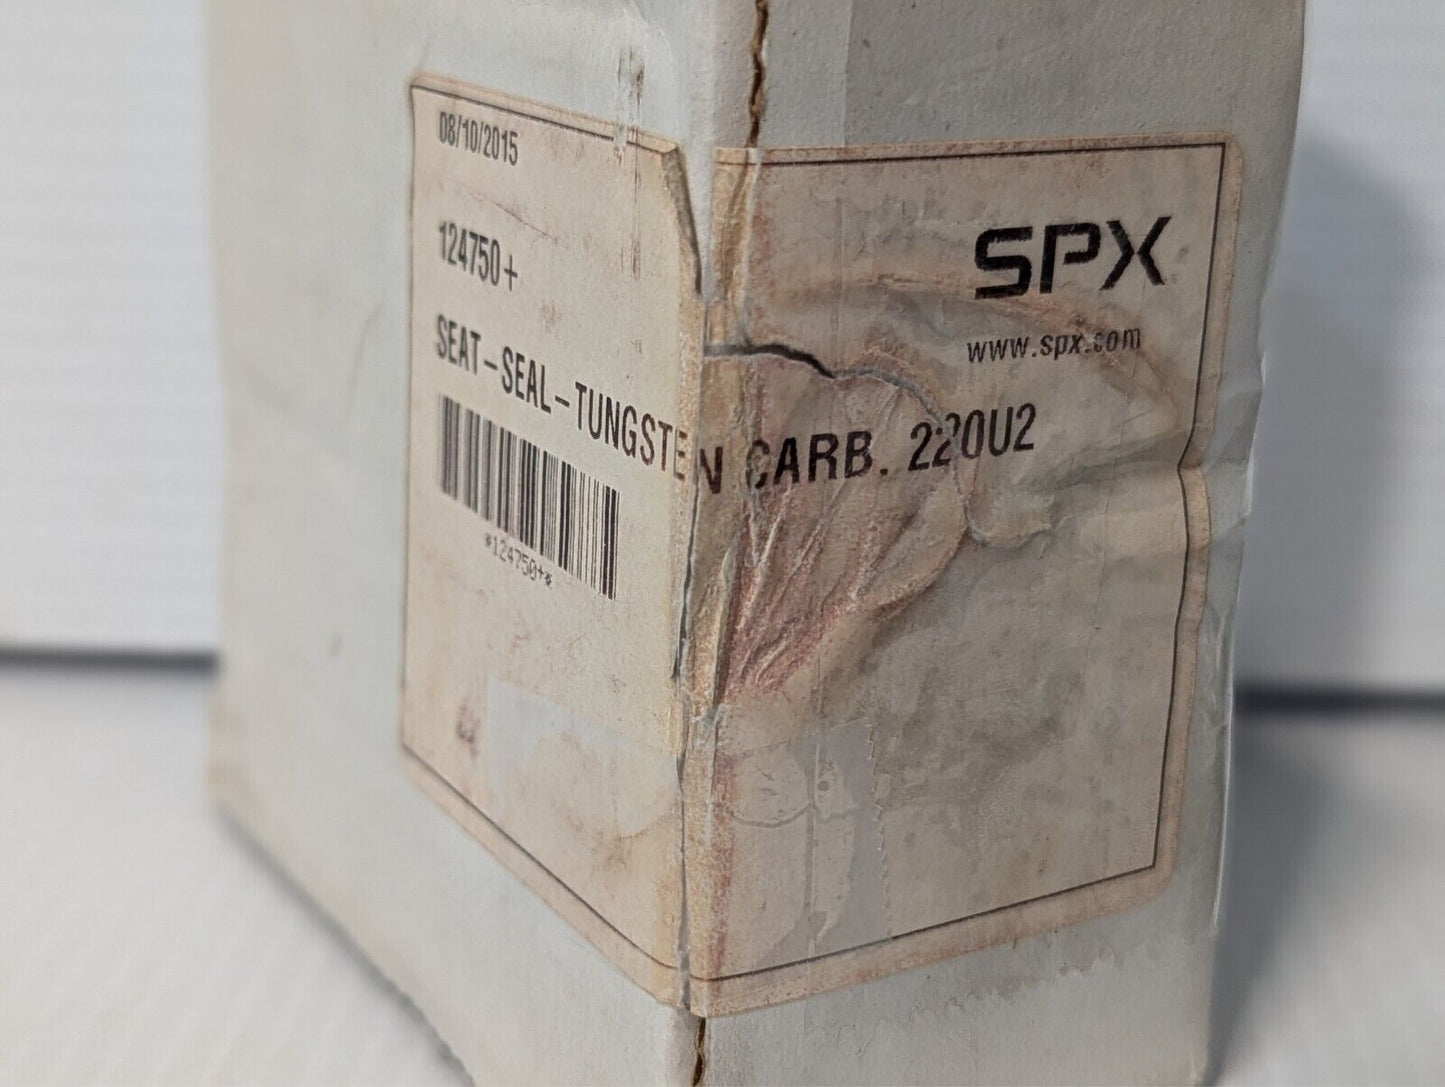 08/10/2015
SPX
124750+
www.spx.com
SEAT-SEAL-TUNGSTEN CARB. 220U2
*124750+*